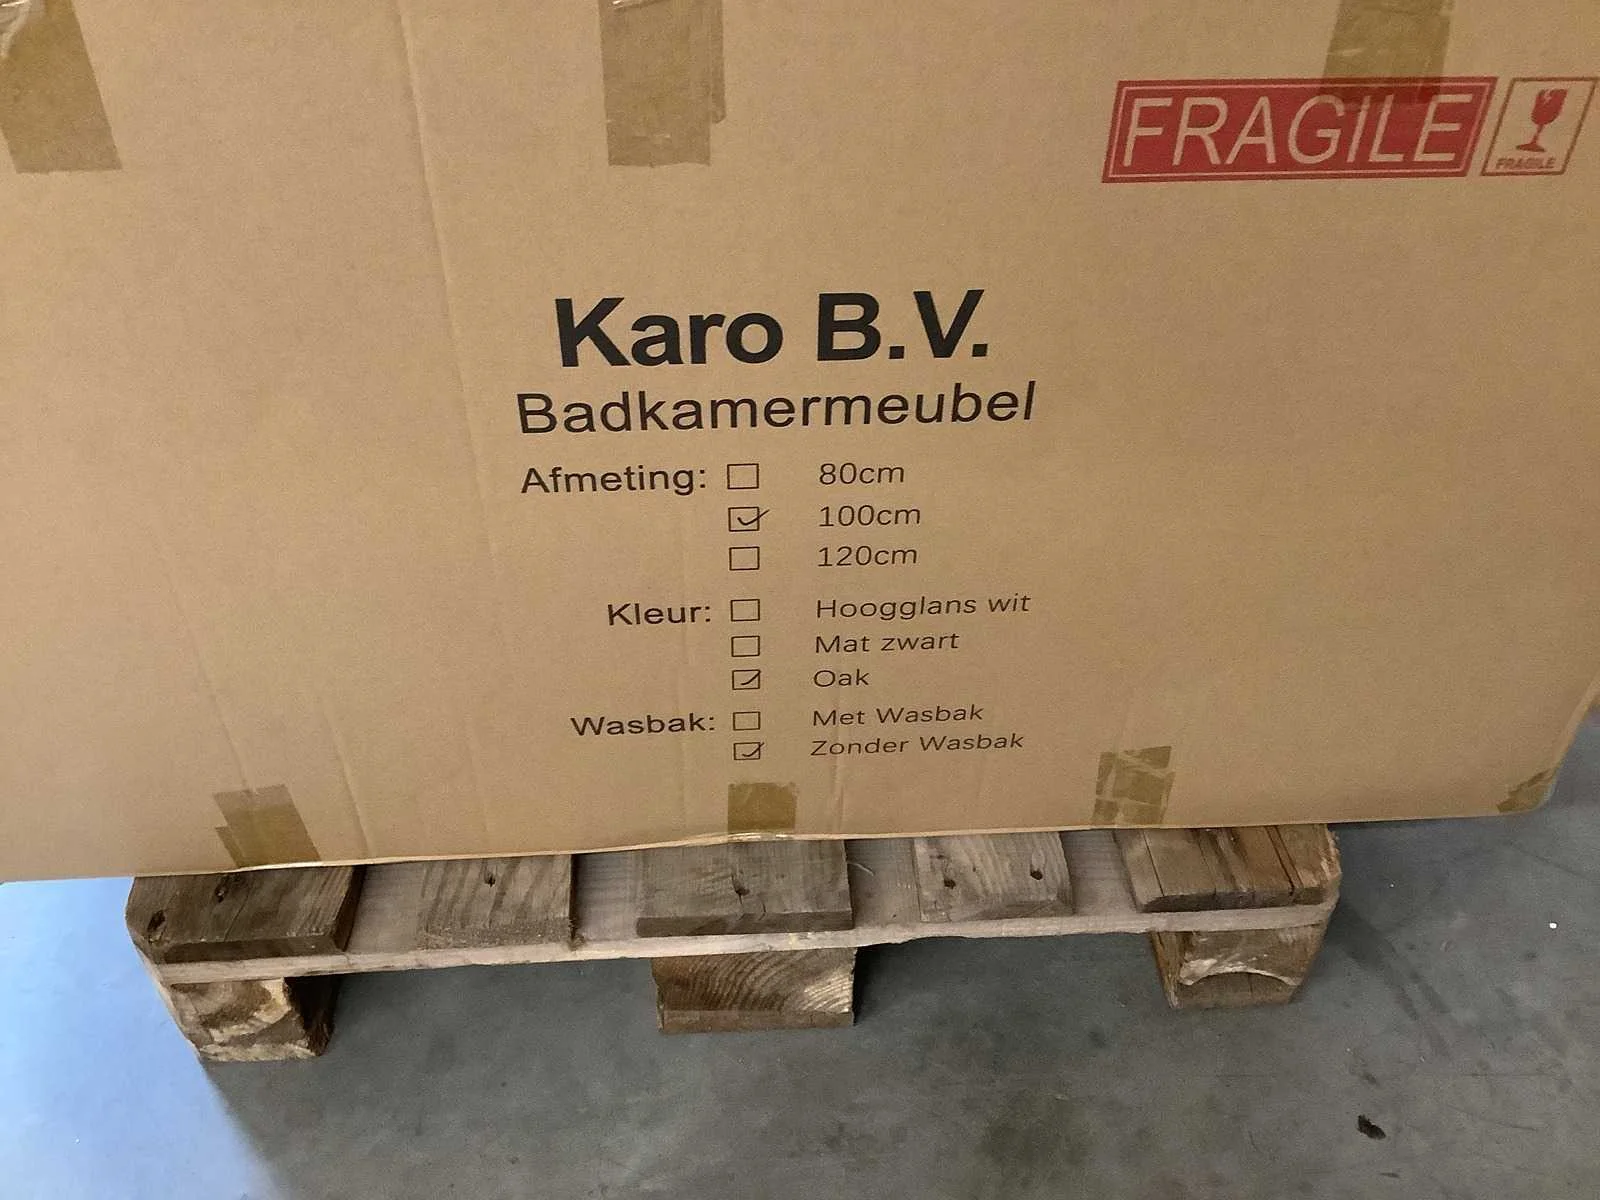 FRAGILE
FRAGILE
Karo B.V.
Badkamermeubel
Afmeting: 80cm
100cm
120cm
Kleur: Hoogglans wit
Mat zwart
Oak
Wasbak: Met Wasbak
Zonder Wasbak